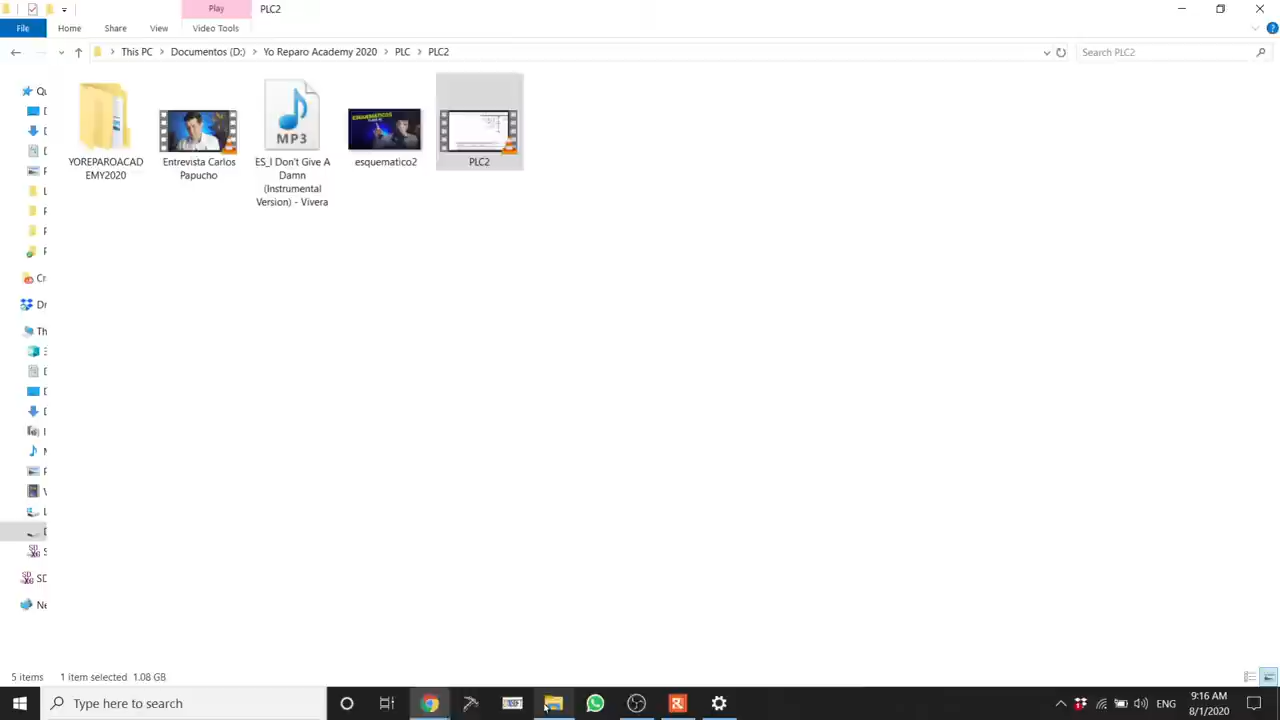 Play
PLC2
File
Home
Share
View
Video Tools
This PC
Documentos (D:)
Yo Reparo Academy 2020
PLC
PLC2
Search PLC2
YOREPAROACAD
EMY2020
Entrevista Carlos
Papucho
ES_I Don't Give A
Damn
(Instrumental
Version) - Vivera
esquematico2
PLC2
MP3
5 items
1 item selected
1.08 GB
Type here to search
ENG
9:16 AM
8/1/2020